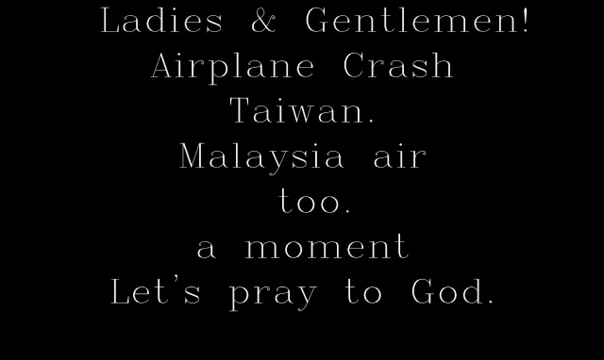 Ladies & Gentlemen!
Airplane Crash
Taiwan.
Malaysia air
too.
a moment
Let's pray to God.